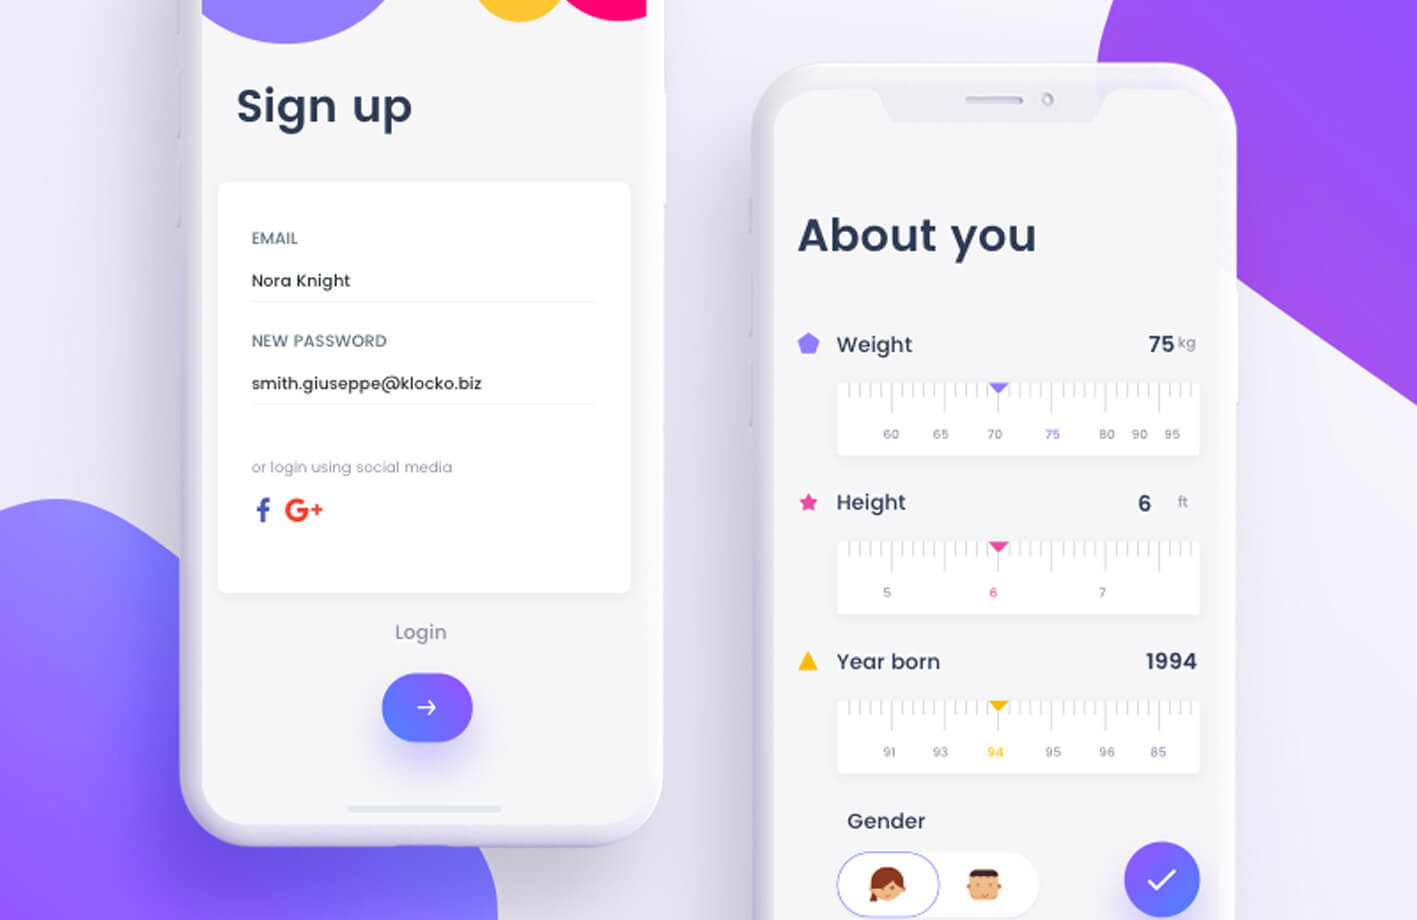 Sign up
EMAIL
Nora Knight
NEW PASSWORD
smith.giuseppe@klocko.biz
or login using social media
f G+
Login
About you
Weight 75 kg
60 65 70 75 80 90 95
Height 6 ft
5 6 7
Year born 1994
91 93 94 95 96 85
Gender